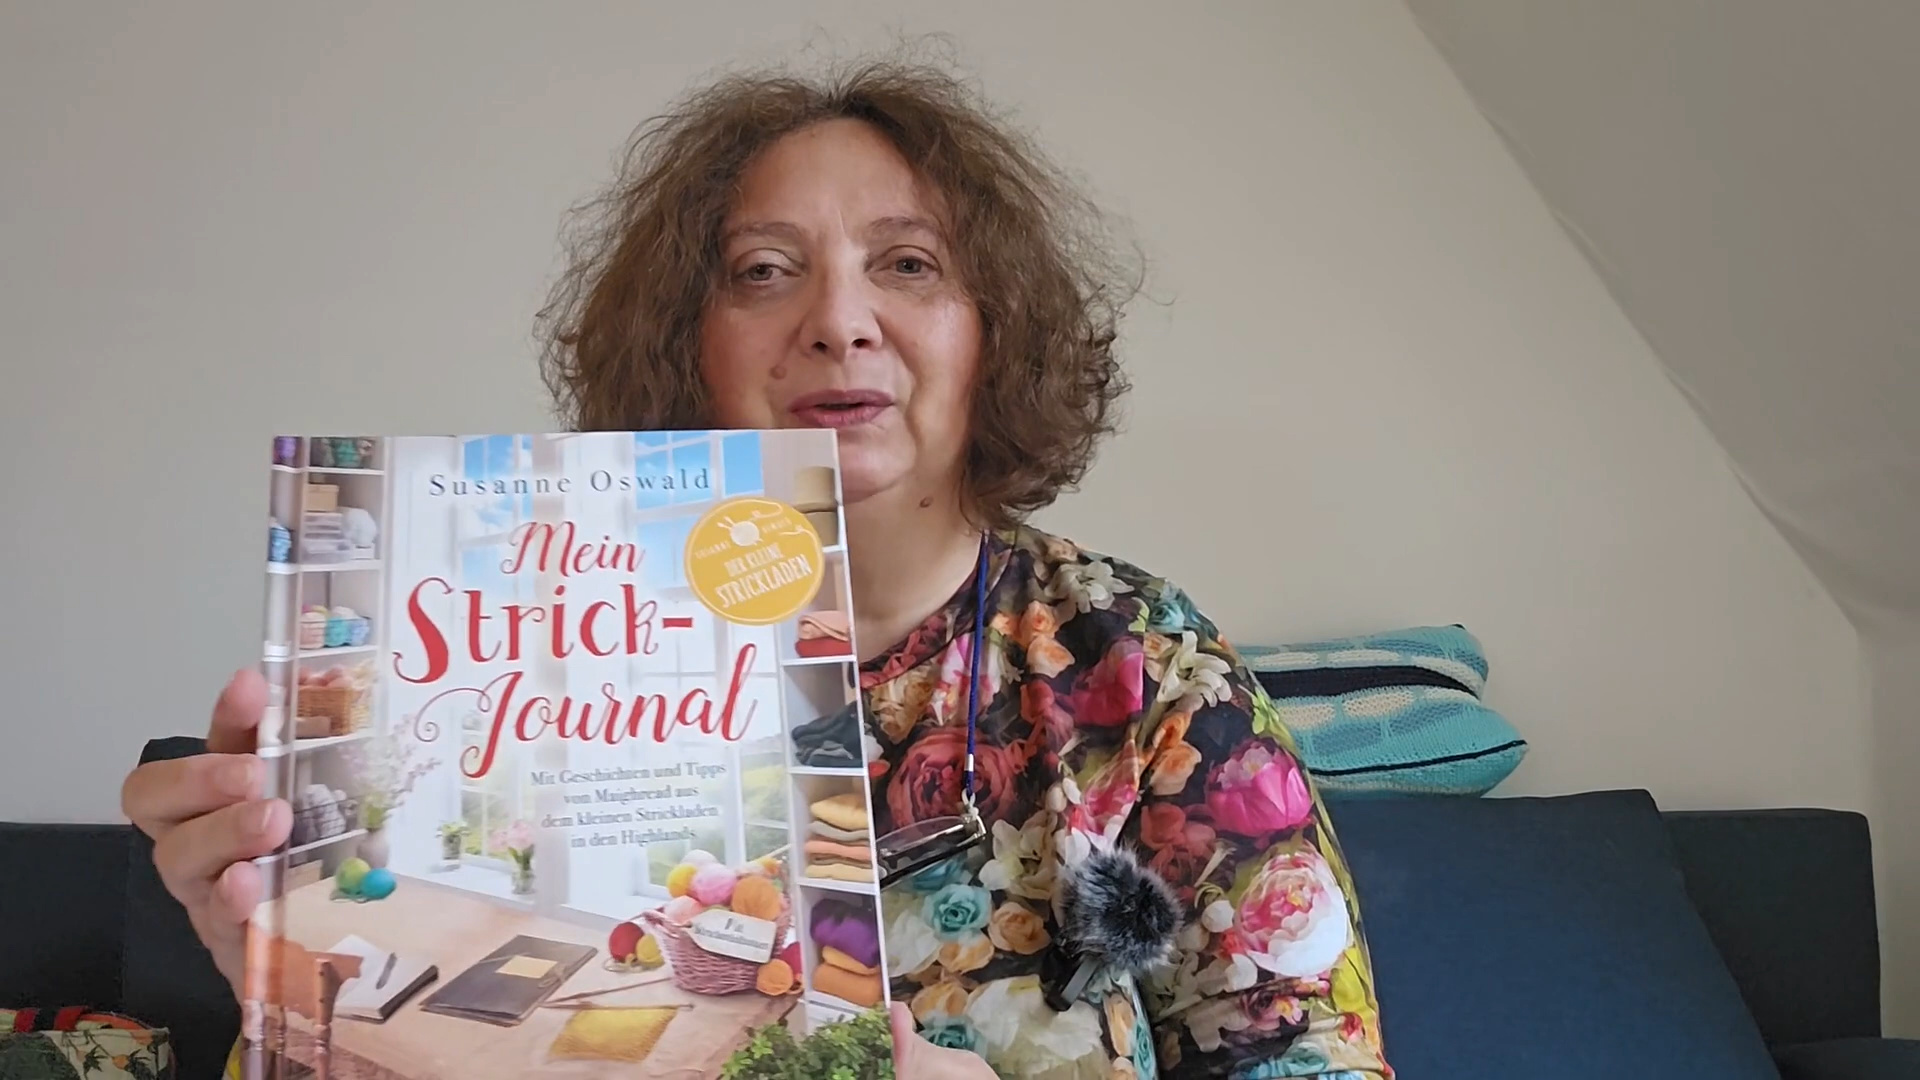 Susanne Oswald
Mein
Strick-
Journal
DER KLEINE
STRICKLADEN
Mit Geschichten und Tipps
von Maighread aus
dem kleinen Strickladen
in den Highlands